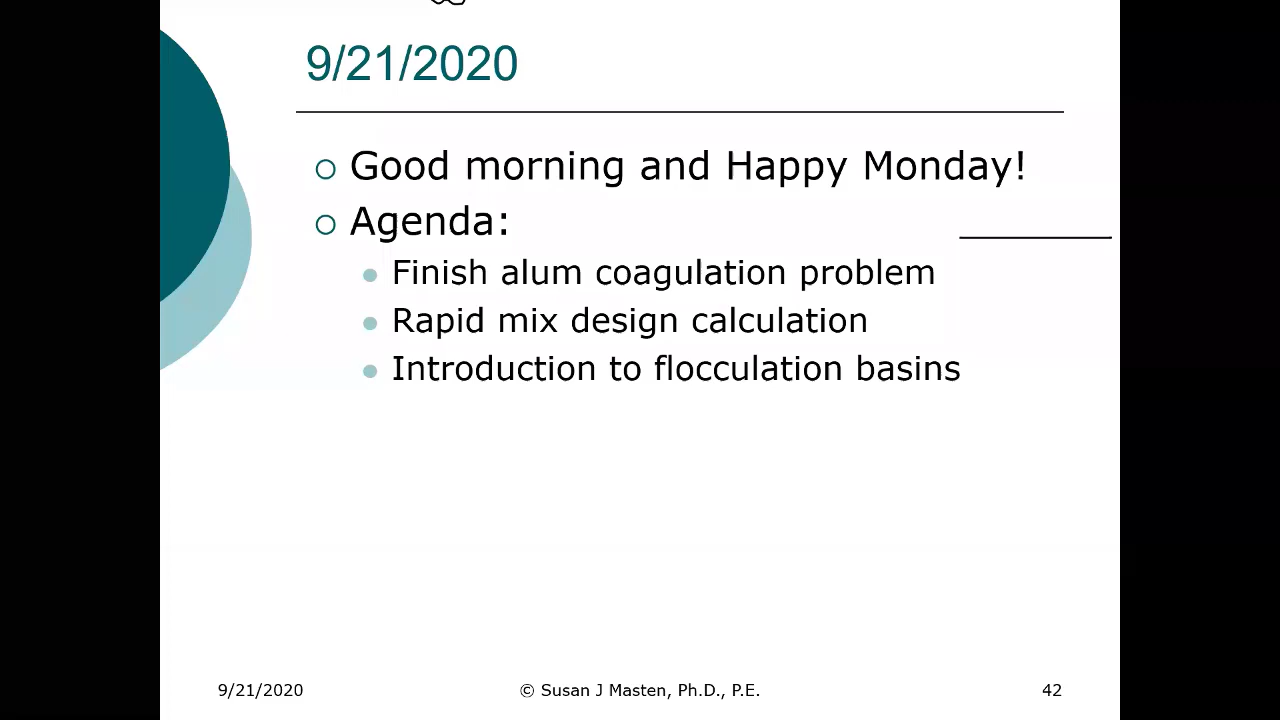 9/21/2020
Good morning and Happy Monday!
Agenda:
Finish alum coagulation problem
Rapid mix design calculation
Introduction to flocculation basins
9/21/2020
© Susan J Masten, Ph.D., P.E.
42